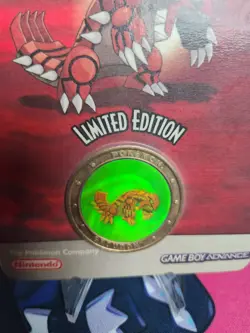 LIMITED EDITION
POKÉMON
The Pokémon Company
Nintendo
GAME BOY ADVANCE